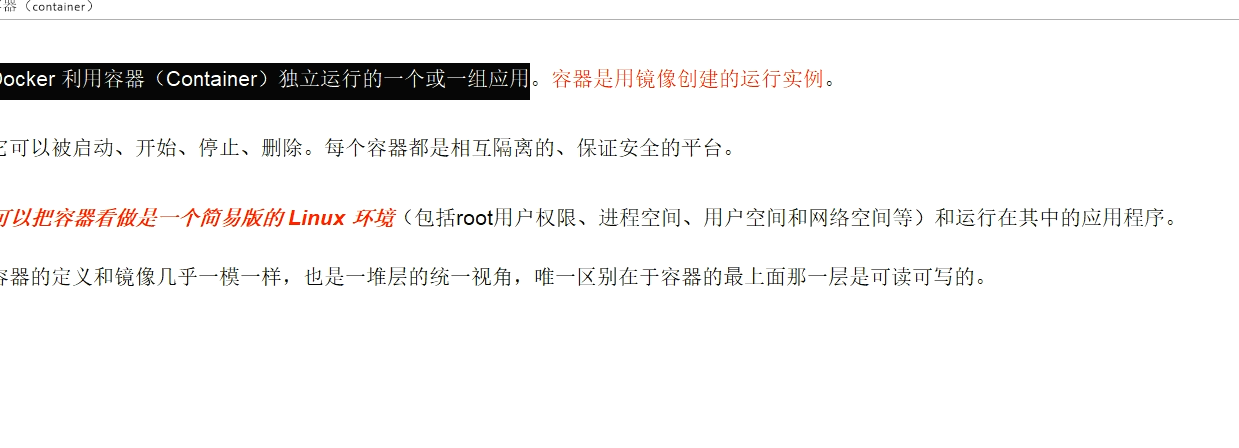 器（container）
Docker 利用容器（Container）独立运行的一个或一组应用。容器是用镜像创建的运行实例。
它可以被启动、开始、停止、删除。每个容器都是相互隔离的、保证安全的平台。
可以把容器看做是一个简易版的 Linux 环境（包括root用户权限、进程空间、用户空间和网络空间等）和运行在其中的应用程序。
容器的定义和镜像几乎一模一样，也是一堆层的统一视角，唯一区别在于容器的最上面那一层是可读可写的。